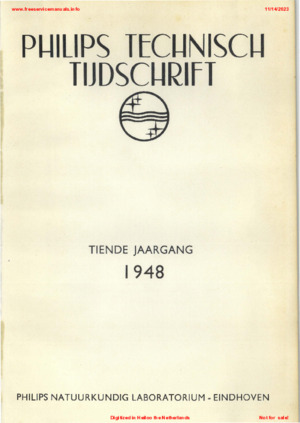 www.freeservicemanuals.info 11/14/2023
PHILIPS TECHNISCH
TIJDSCHRIFT
TIENDE JAARGANG
1948
PHILIPS NATUURKUNDIG LABORATORIUM - EINDHOVEN
Digitized in Heiloo the Netherlands Not for sale!